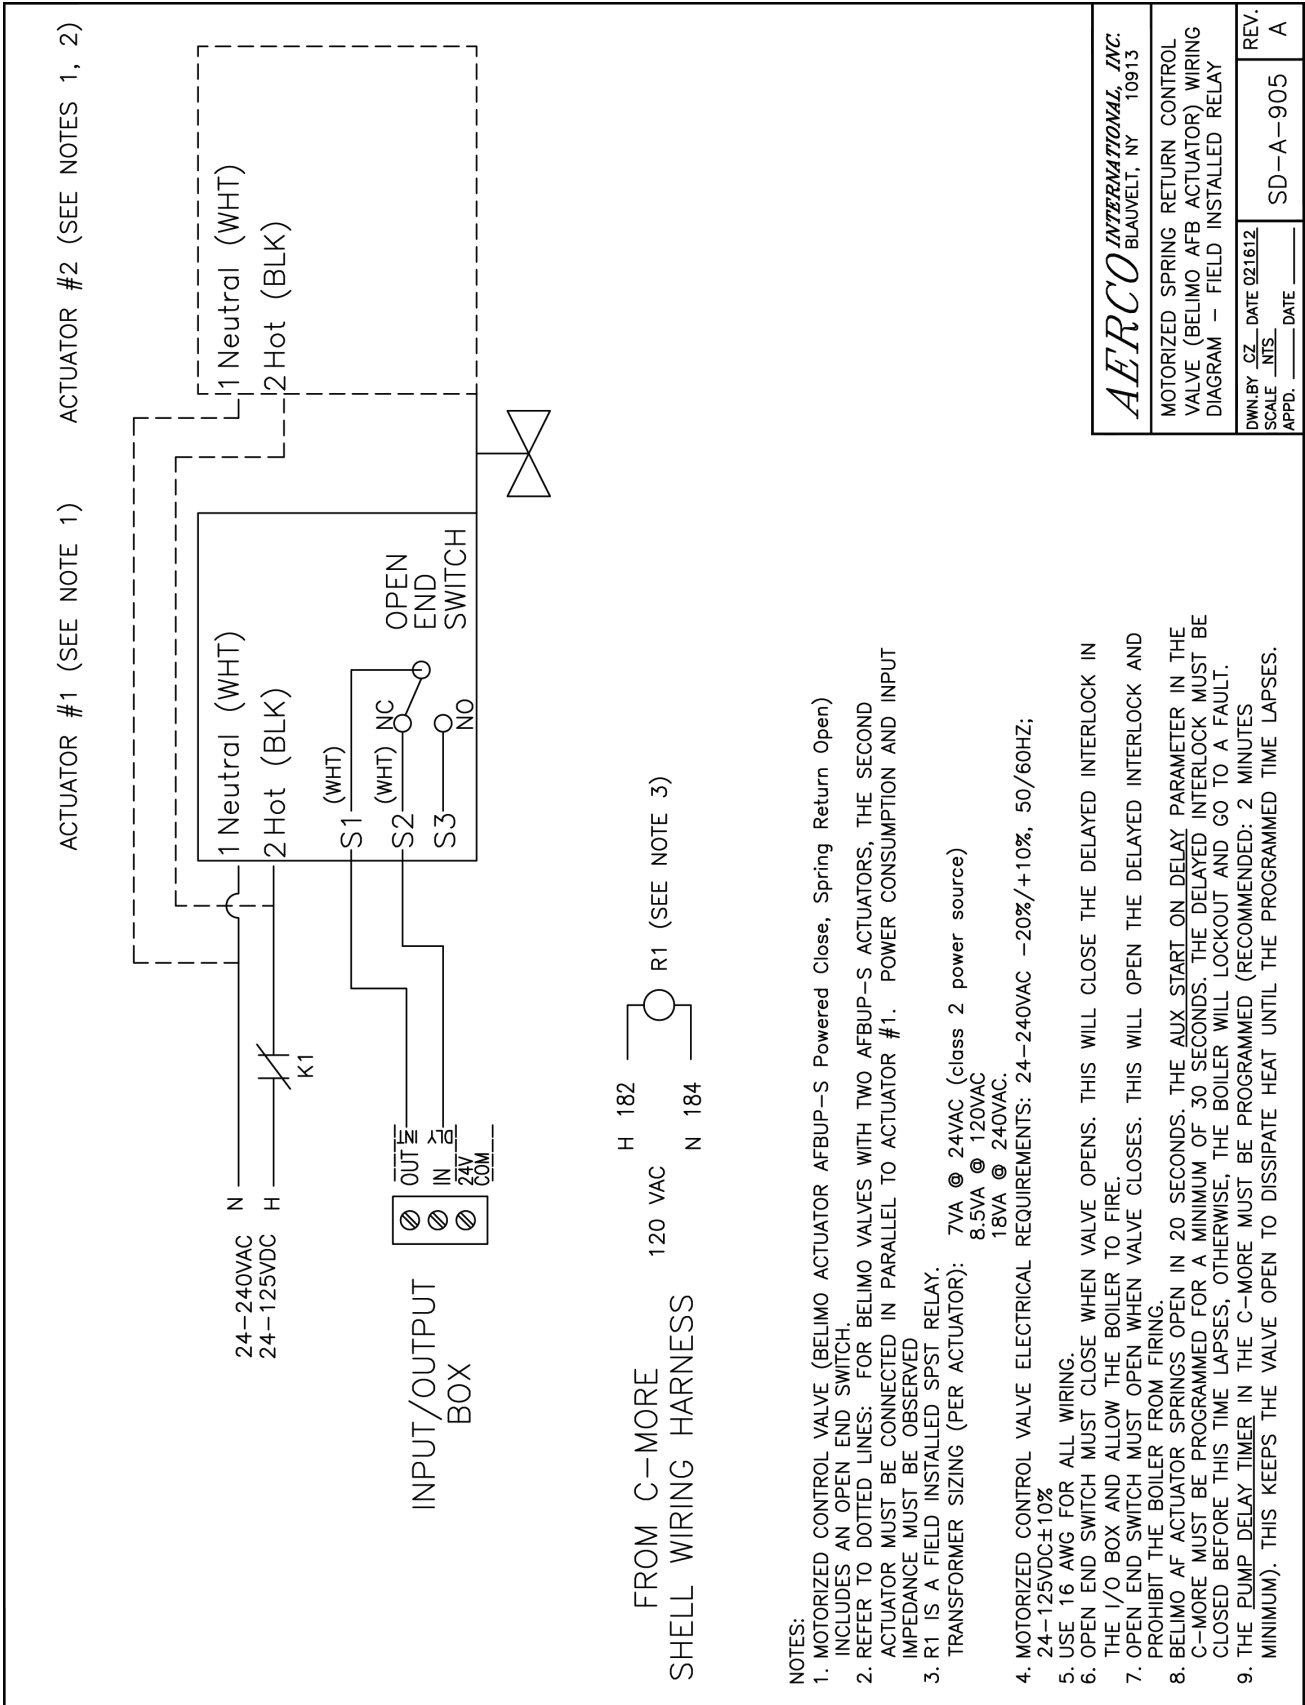 ACTUATOR #1 (SEE NOTE 1)
ACTUATOR #2 (SEE NOTES 1, 2)
24-240VAC
24-125VDC
N
H
K1
1 Neutral (WHT)
2 Hot (BLK)
S1
(WHT)
S2
(WHT)
NC
S3
NO
OPEN
END
SWITCH
1 Neutral (WHT)
2 Hot (BLK)
INPUT/OUTPUT
BOX
OUT
IN
24V
COM
INT
DLY
FROM C-MORE
SHELL WIRING HARNESS
120 VAC
H 182
N 184
R1 (SEE NOTE 3)
NOTES:
1. MOTORIZED CONTROL VALVE (BELIMO ACTUATOR AFBUP-S Powered Close, Spring Return Open)
INCLUDES AN OPEN END SWITCH.
2. REFER TO DOTTED LINES: FOR BELIMO VALVES WITH TWO AFBUP-S ACTUATORS, THE SECOND
ACTUATOR MUST BE CONNECTED IN PARALLEL TO ACTUATOR #1. POWER CONSUMPTION AND INPUT
IMPEDANCE MUST BE OBSERVED
3. R1 IS A FIELD INSTALLED SPST RELAY.
TRANSFORMER SIZING (PER ACTUATOR): 7VA @ 24VAC (class 2 power source)
8.5VA @ 120VAC
18VA @ 240VAC.
4. MOTORIZED CONTROL VALVE ELECTRICAL REQUIREMENTS: 24-240VAC -20%/+10%, 50/60HZ;
24-125VDC±10%
5. USE 16 AWG FOR ALL WIRING.
6. OPEN END SWITCH MUST CLOSE WHEN VALVE OPENS. THIS WILL CLOSE THE DELAYED INTERLOCK IN
THE I/O BOX AND ALLOW THE BOILER TO FIRE.
7. OPEN END SWITCH MUST OPEN WHEN VALVE CLOSES. THIS WILL OPEN THE DELAYED INTERLOCK AND
PROHIBIT THE BOILER FROM FIRING.
8. BELIMO AF ACTUATOR SPRINGS OPEN IN 20 SECONDS. THE AUX START ON DELAY PARAMETER IN THE
C-MORE MUST BE PROGRAMMED FOR A MINIMUM OF 30 SECONDS. THE DELAYED INTERLOCK MUST BE
CLOSED BEFORE THIS TIME LAPSES, OTHERWISE, THE BOILER WILL LOCKOUT AND GO TO A FAULT.
9. THE PUMP DELAY TIMER IN THE C-MORE MUST BE PROGRAMMED (RECOMMENDED: 2 MINUTES
MINIMUM). THIS KEEPS THE VALVE OPEN TO DISSIPATE HEAT UNTIL THE PROGRAMMED TIME LAPSES.
AERCO INTERNATIONAL, INC.
BLAUVELT, NY 10913
MOTORIZED SPRING RETURN CONTROL
VALVE (BELIMO AFB ACTUATOR) WIRING
DIAGRAM - FIELD INSTALLED RELAY
DWN.BY CZ DATE 021612
SCALE NTS
APPD. DATE
SD-A-905
REV.
A